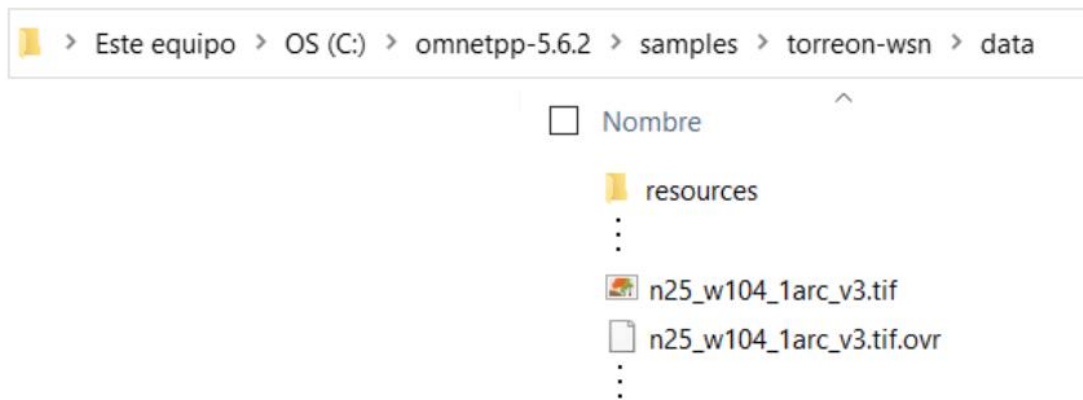 > Este equipo > OS (C:) > omnetpp-5.6.2 > samples > torreon-wsn > data
Nombre
resources
⋮
n25_w104_1arc_v3.tif
n25_w104_1arc_v3.tif.ovr
⋮